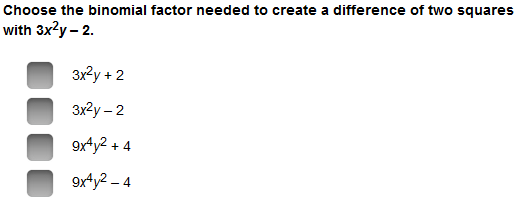 Choose the binomial factor needed to create a difference of two squares
with 3x²y – 2.
3x²y + 2
3x²y – 2
9x⁴y² + 4
9x⁴y² – 4